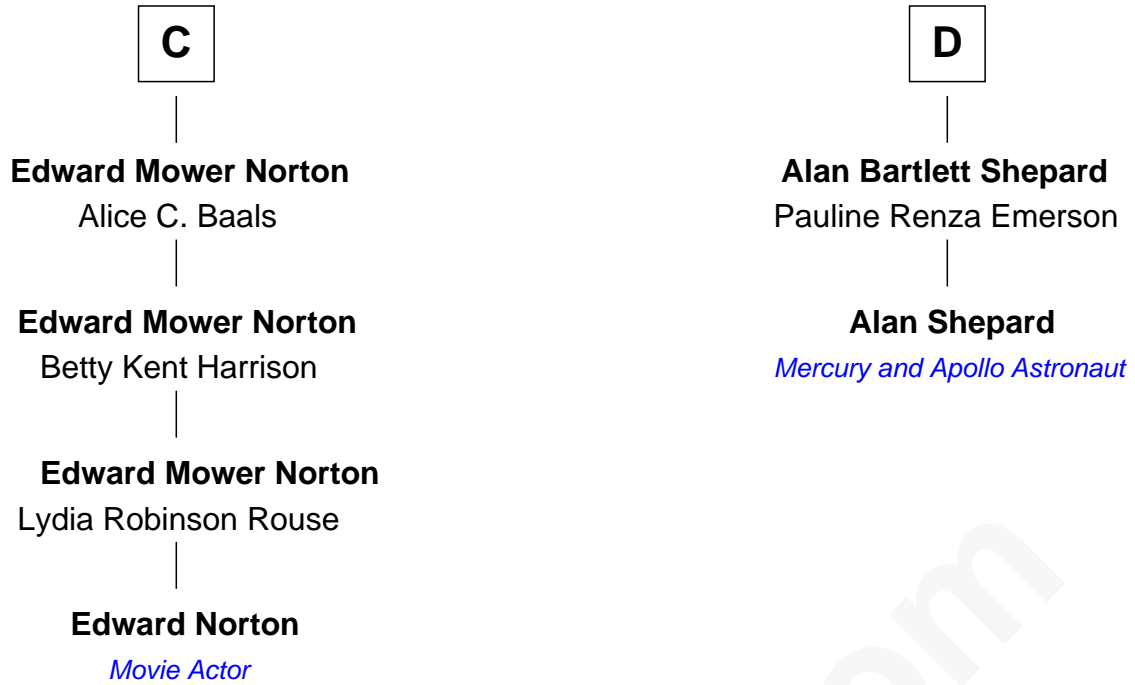 C
Edward Mower Norton
Alice C. Baals
Edward Mower Norton
Betty Kent Harrison
Edward Mower Norton
Lydia Robinson Rouse
Edward Norton
Movie Actor
D
Alan Bartlett Shepard
Pauline Renza Emerson
Alan Shepard
Mercury and Apollo Astronaut
om